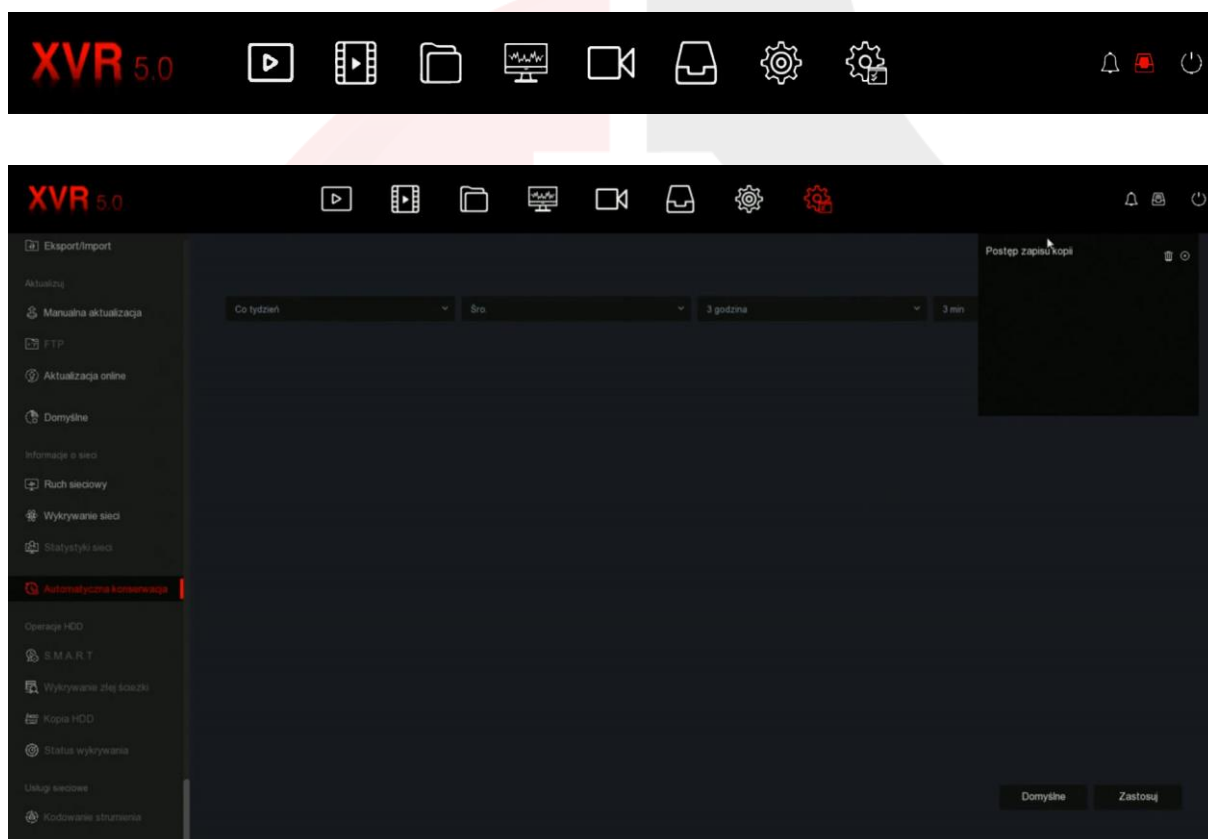 XVR 5.0
XVR 5.0
Eksport/Import
Postęp zapisu kopii
Aktualizuj
Manualna aktualizacja
Co tydzień
Śro.
3 godzina
3 min
FTP
Aktualizacja online
Domyślne
Informacje o sieci
Ruch sieciowy
Wykrywanie sieci
Statystyki sieci
Automatyczna konserwacja
Operacje HDD
S.M.A.R.T
Wykrywanie złej ścieżki
Kopia HDD
Status wykrywania
Usługi sieciowe
Domyślne
Zastosuj
Kodowanie strumienia